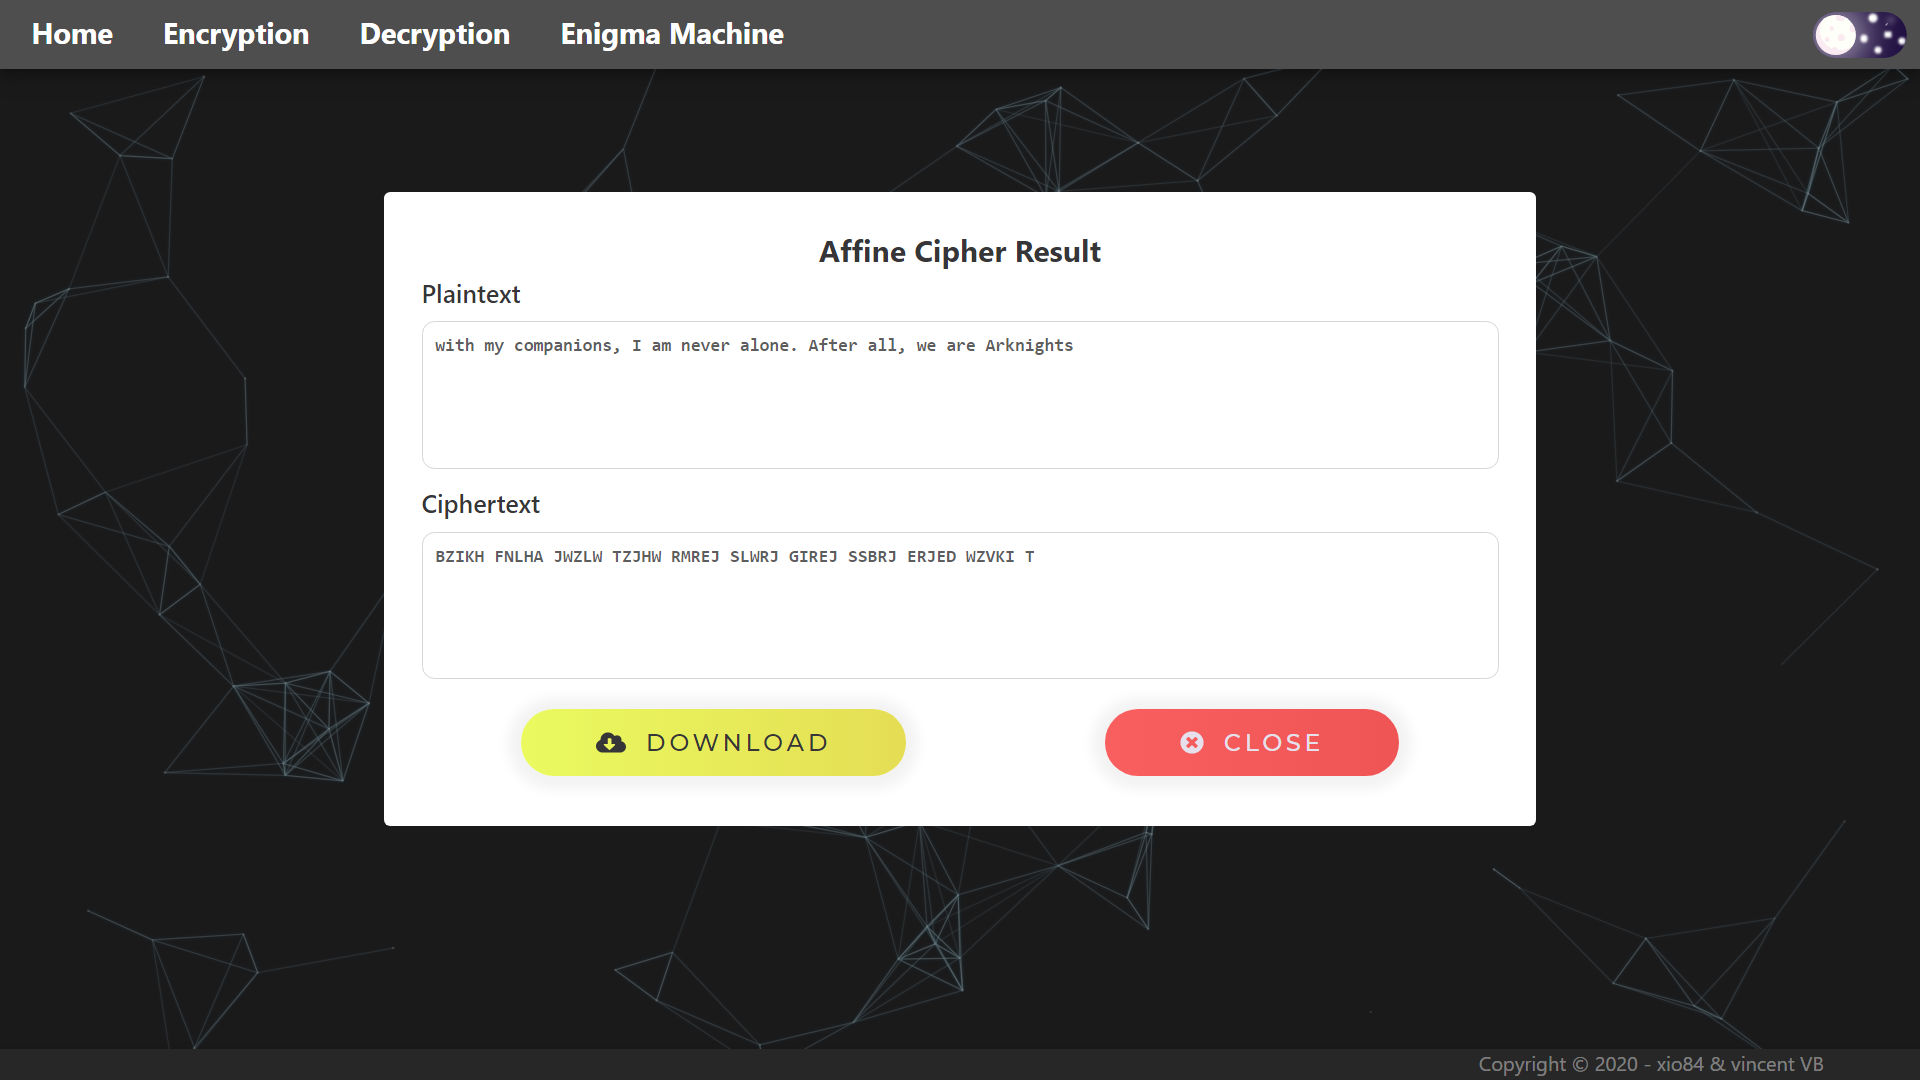 Home Encryption Decryption Enigma Machine
Affine Cipher Result
Plaintext
with my companions, I am never alone. After all, we are Arknights
Ciphertext
BZIKH FNLHA JWZLW TZJHW RMREJ SLWRJ GIREJ SSBRJ ERJED WZVKI T
DOWNLOAD CLOSE
Copyright © 2020 - xio84 & vincent VB